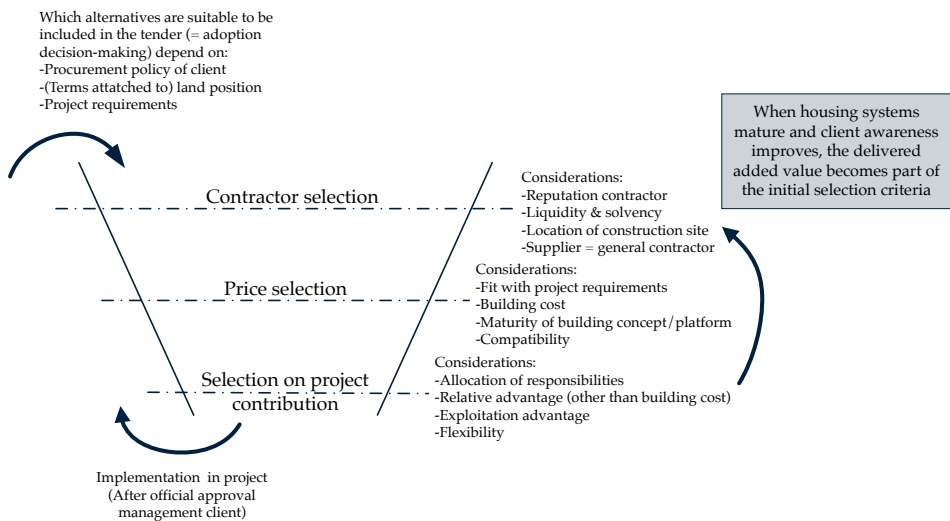 Which alternatives are suitable to be
included in the tender (= adoption
decision-making) depend on:
-Procurement policy of client
-(Terms attatched to) land position
-Project requirements
When housing systems
mature and client awareness
improves, the delivered
added value becomes part of
the initial selection criteria
Contractor selection
Considerations:
-Reputation contractor
-Liquidity & solvency
-Location of construction site
-Supplier = general contractor
Price selection
Considerations:
-Fit with project requirements
-Building cost
-Maturity of building concept/platform
-Compatibility
Selection on project
contribution
Considerations:
-Allocation of responsibilities
-Relative advantage (other than building cost)
-Exploitation advantage
-Flexibility
Implementation in project
(After official approval
management client)